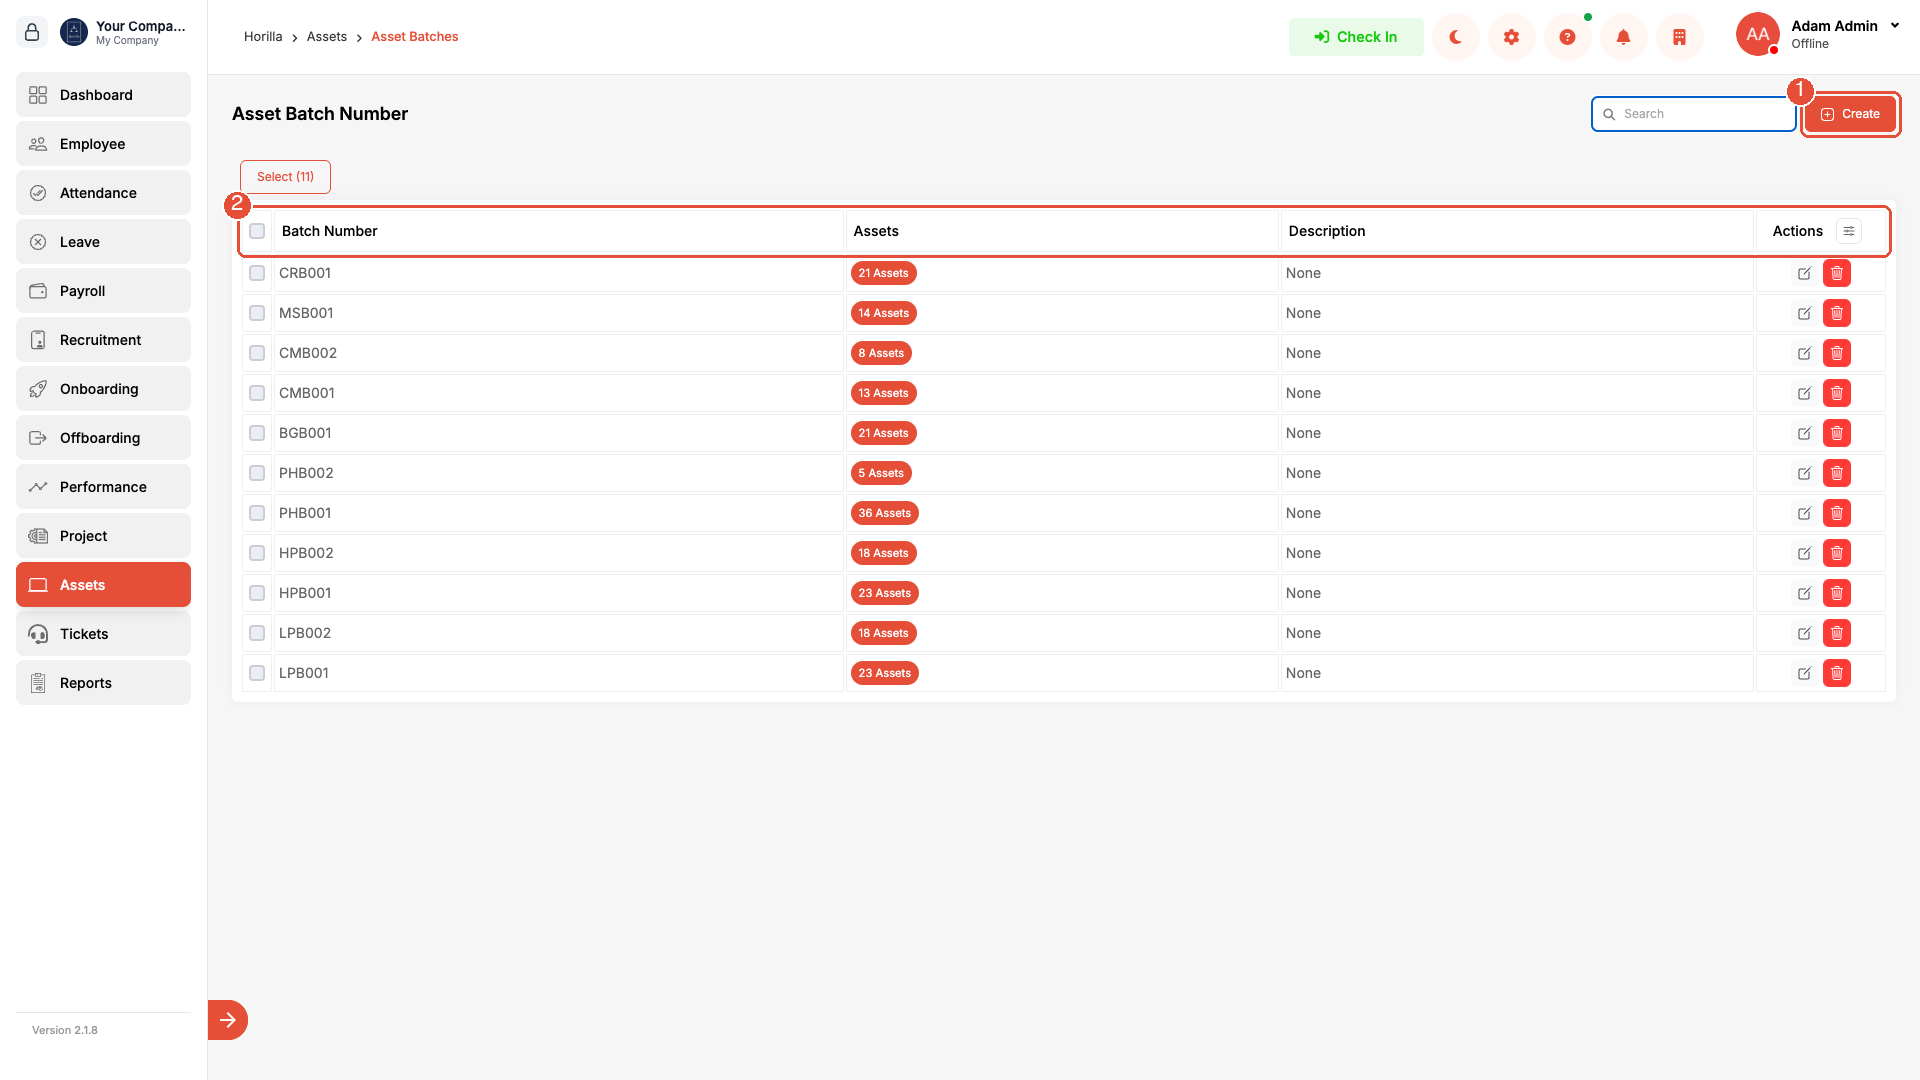 Your Compa...
My Company
Horilla > Assets > Asset Batches
Check In
AA
Adam Admin
Offline
Dashboard
Employee
Attendance
Leave
Payroll
Recruitment
Onboarding
Offboarding
Performance
Project
Assets
Tickets
Reports
Version 2.1.8
Asset Batch Number
Search
1
Create
Select (11)
2
Batch Number Assets Description Actions
CRB001 21 Assets None
MSB001 14 Assets None
CMB002 8 Assets None
CMB001 13 Assets None
BGB001 21 Assets None
PHB002 5 Assets None
PHB001 36 Assets None
HPB002 18 Assets None
HPB001 23 Assets None
LPB002 18 Assets None
LPB001 23 Assets None